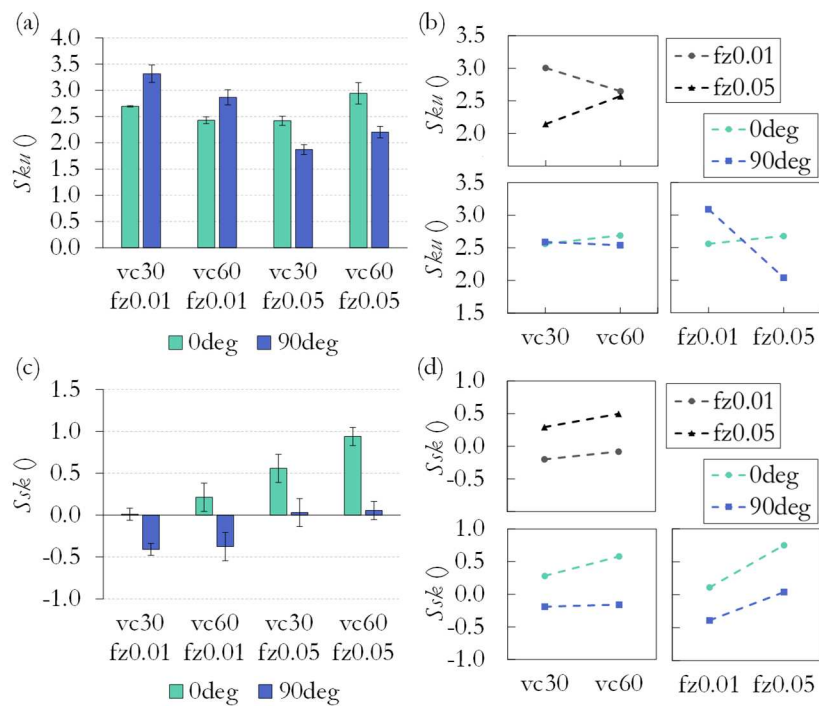 (a)
Sku ()
4.0
3.5
3.0
2.5
2.0
1.5
1.0
0.5
0.0
vc30 vc60 vc30 vc60
fz0.01 fz0.01 fz0.05 fz0.05
0deg 90deg
(b)
Sku ()
3.5
3.0
2.5
2.0
fz0.01
fz0.05
0deg
90deg
Sku ()
3.5
3.0
2.5
2.0
1.5
vc30 vc60 fz0.01 fz0.05
(c)
Ssk ()
1.5
1.0
0.5
0.0
-0.5
-1.0
vc30 vc60 vc30 vc60
fz0.01 fz0.01 fz0.05 fz0.05
0deg 90deg
(d)
Ssk ()
1.0
0.5
0.0
-0.5
fz0.01
fz0.05
0deg
90deg
Ssk ()
1.0
0.5
0.0
-0.5
-1.0
vc30 vc60 fz0.01 fz0.05